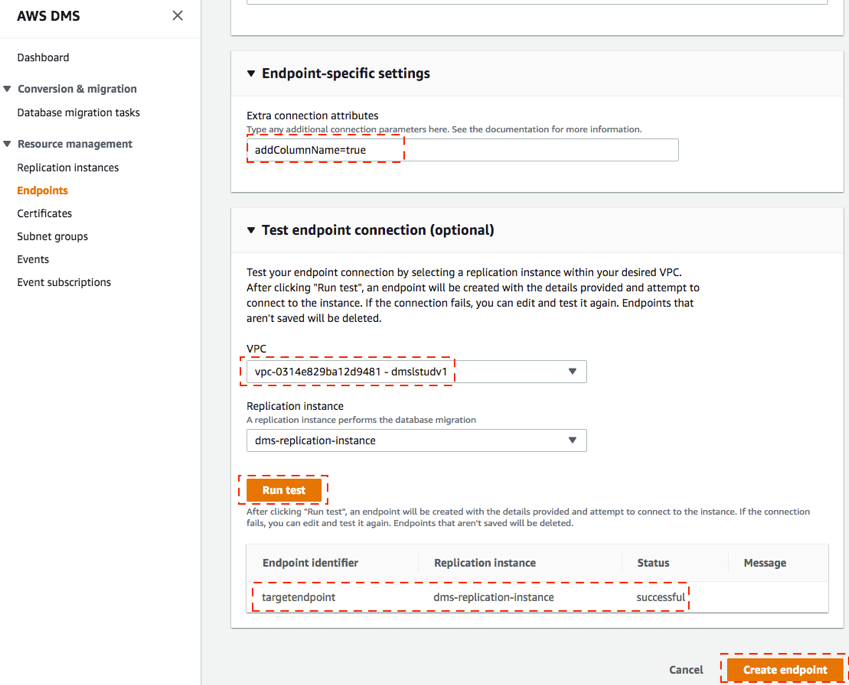 AWS DMS
Dashboard
Conversion & migration
Database migration tasks
Resource management
Replication instances
Endpoints
Certificates
Subnet groups
Events
Event subscriptions
Endpoint-specific settings
Extra connection attributes
Type any additional connection parameters here. See the documentation for more information.
addColumnName=true
Test endpoint connection (optional)
Test your endpoint connection by selecting a replication instance within your desired VPC.
After clicking "Run test", an endpoint will be created with the details provided and attempt to
connect to the instance. If the connection fails, you can edit and test it again. Endpoints that
aren't saved will be deleted.
VPC
vpc-0314e829ba12d9481 - dmslstudv1
Replication instance
A replication instance performs the database migration
dms-replication-instance
Run test
After clicking "Run test", an endpoint will be created with the details provided and attempt to connect to the instance. If the connection
fails, you can edit and test it again. Endpoints that aren't saved will be deleted.
Endpoint identifier Replication instance Status Message
targetendpoint dms-replication-instance successful
Cancel Create endpoint